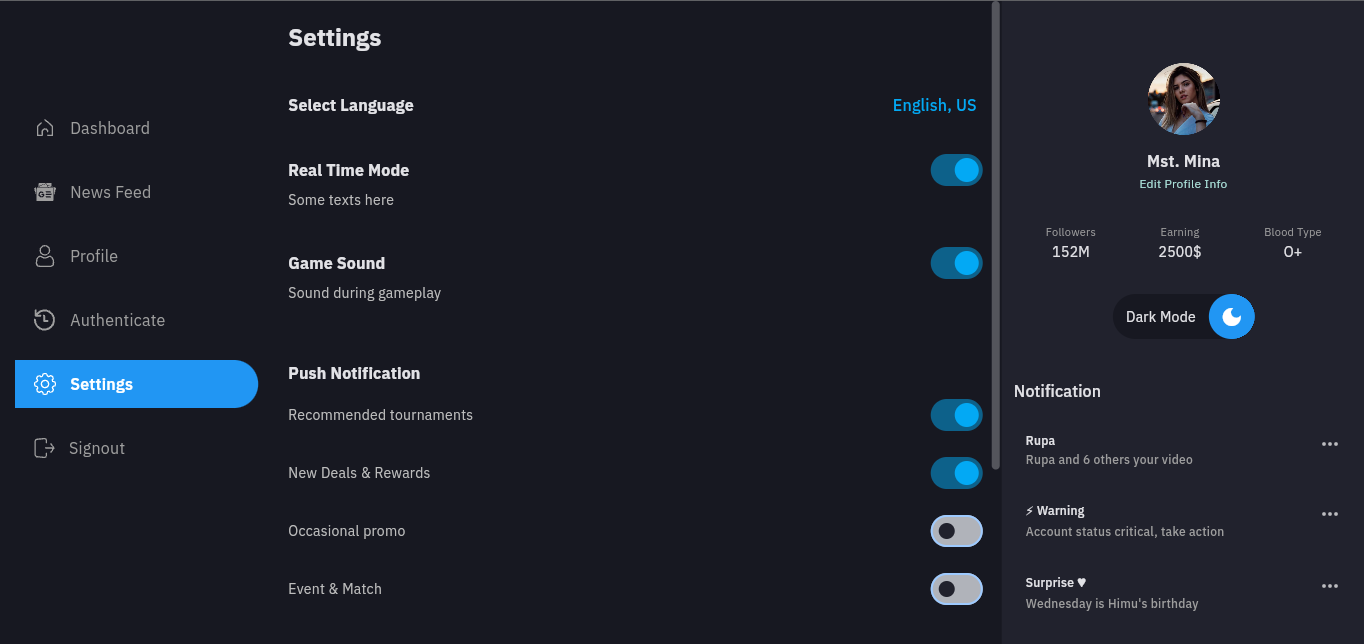 Dashboard
News Feed
Profile
Authenticate
Settings
Signout
Settings
Select Language
English, US
Real Time Mode
Some texts here
Game Sound
Sound during gameplay
Push Notification
Recommended tournaments
New Deals & Rewards
Occasional promo
Event & Match
Mst. Mina
Edit Profile Info
Followers Earning Blood Type
152M 2500$ O+
Dark Mode
Notification
Rupa
Rupa and 6 others your video
⚡ Warning
Account status critical, take action
Surprise ♥
Wednesday is Himu's birthday